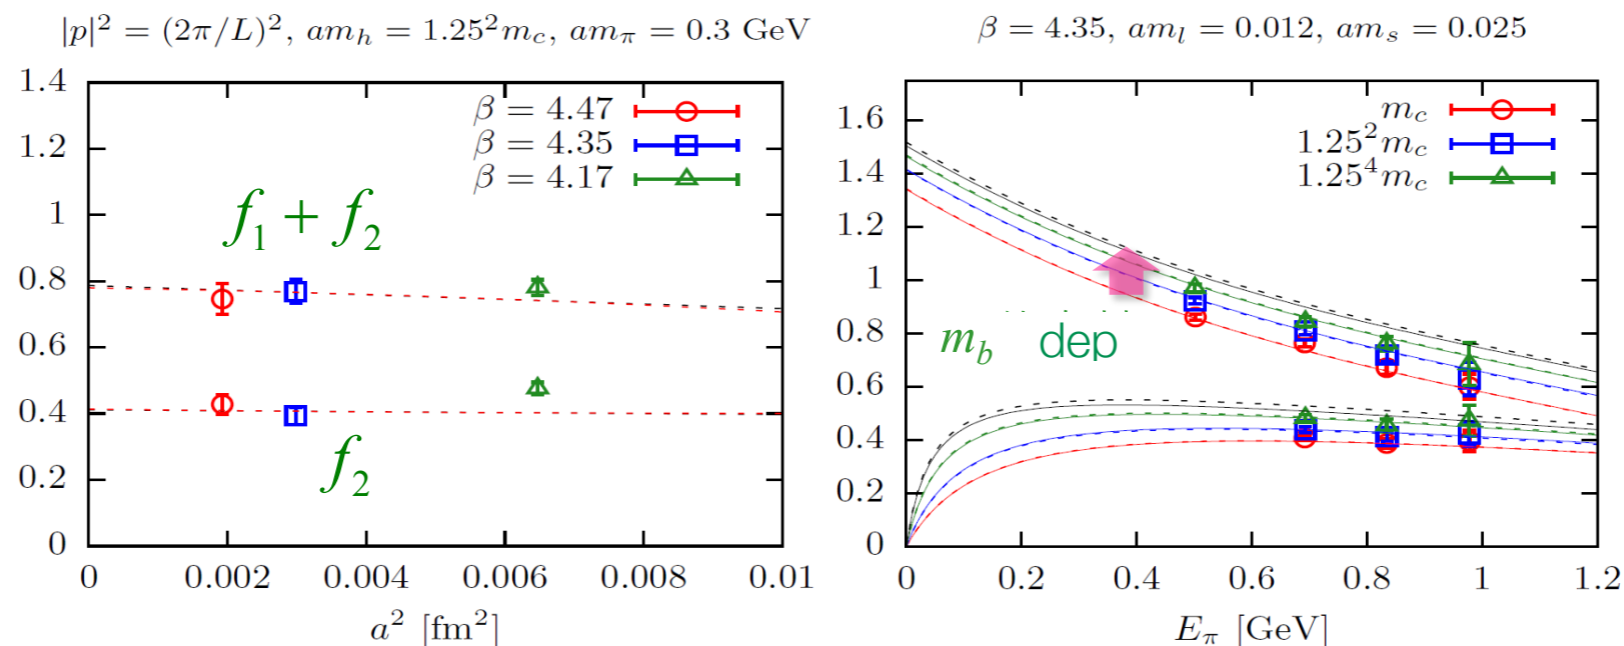 |p|² = (2π/L)², am_h = 1.25²m_c, am_π = 0.3 GeV
1.4
1.2
1
0.8
0.6
0.4
0.2
0
β = 4.47
β = 4.35
β = 4.17
f₁ + f₂
f₂
0 0.002 0.004 0.006 0.008 0.01
a² [fm²]
β = 4.35, am_l = 0.012, am_s = 0.025
1.6
1.4
1.2
1
0.8
0.6
0.4
0.2
0
m_c
1.25²m_c
1.25⁴m_c
m_b dep
0 0.2 0.4 0.6 0.8 1 1.2
E_π [GeV]